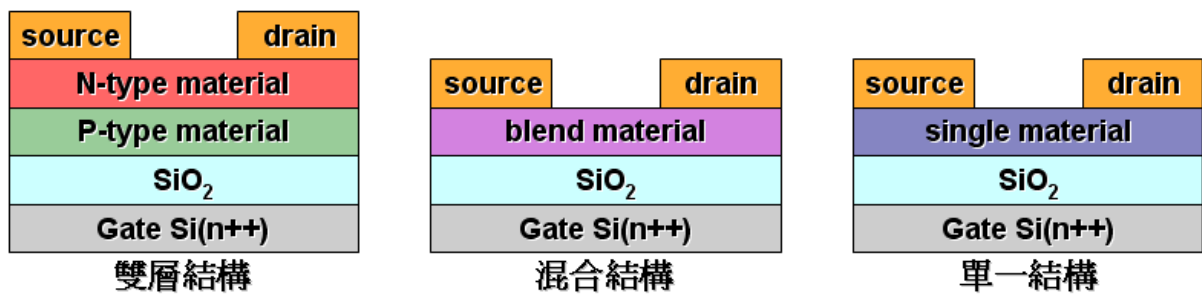 source drain
N-type material
P-type material
SiO₂
Gate Si(n++)
雙層結構
source drain
blend material
SiO₂
Gate Si(n++)
混合結構
source drain
single material
SiO₂
Gate Si(n++)
單一結構